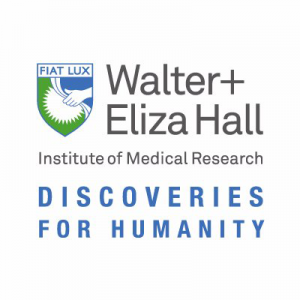 FIAT LUX
Walter+
Eliza Hall
Institute of Medical Research
DISCOVERIES
FOR HUMANITY